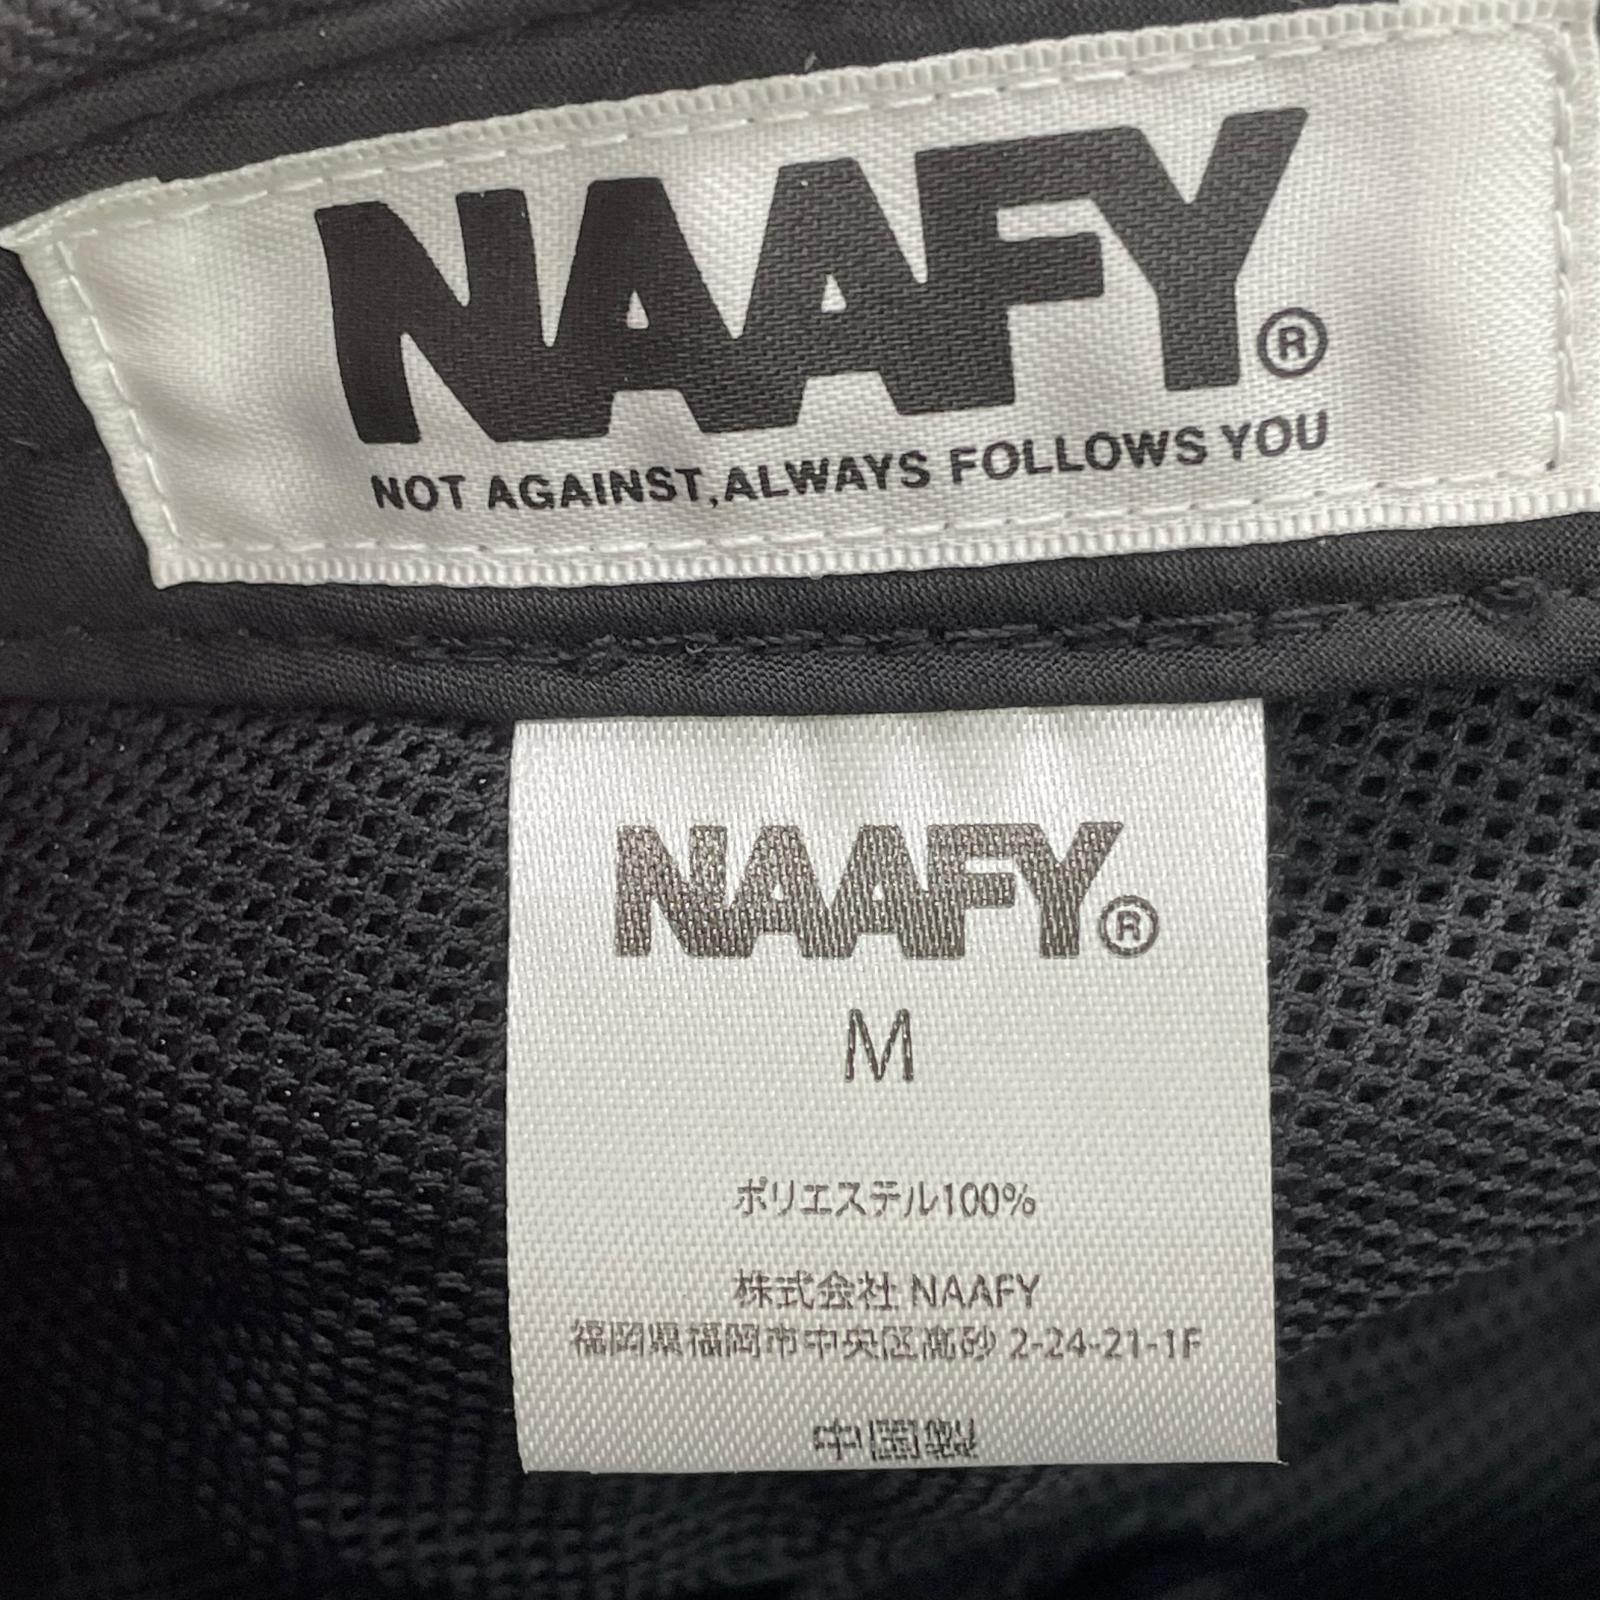 NAAFY®
NOT AGAINST,ALWAYS FOLLOWS YOU
NAAFY®
M
ポリエステル100%
株式会社 NAAFY
福岡県福岡市中央区高砂 2-24-21-1F
中国製